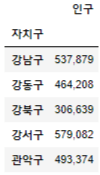 인구
자치구
강남구 537,879
강동구 464,208
강북구 306,639
강서구 579,082
관악구 493,374